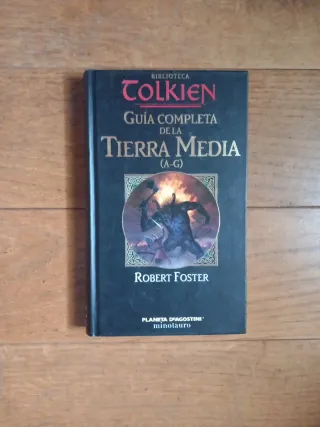 BIBLIOTECA
TOLKIEN
GUÍA COMPLETA
DE LA
TIERRA MEDIA
(A-G)
ROBERT FOSTER
PLANETA DEAGOSTINI
minotauro